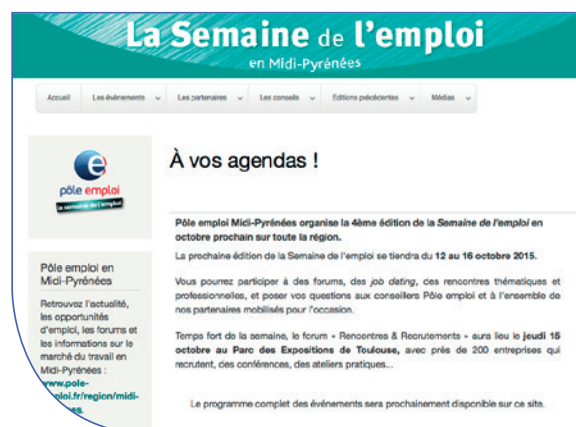 La Semaine de l'emploi
en Midi-Pyrénées
Accueil Les événements Les partenaires Les conseils Editions précédentes Médias
pôle emploi
la semaine de l'emploi
À vos agendas !
Pôle emploi Midi-Pyrénées organise la 4ème édition de la Semaine de l'emploi en
octobre prochain sur toute la région.
La prochaine édition de la Semaine de l'emploi se tiendra du 12 au 16 octobre 2015.
Vous pourrez participer à des forums, des job dating, des rencontres thématiques et
professionnelles, et poser vos questions aux conseillers Pôle emploi et à l'ensemble de
nos partenaires mobilisés pour l'occasion.
Temps fort de la semaine, le forum « Rencontres & Recrutements » aura lieu le jeudi 15
octobre au Parc des Expositions de Toulouse, avec près de 200 entreprises qui
recrutent, des conférences, des ateliers pratiques...
Le programme complet des événements sera prochainement disponible sur ce site.
Pôle emploi en
Midi-Pyrénées
Retrouvez l'actualité,
les opportunités
d'emploi, les forums et
les informations sur le
marché du travail en
Midi-Pyrénées :
www.pole-
mploi.fr/region/midi-
nees.